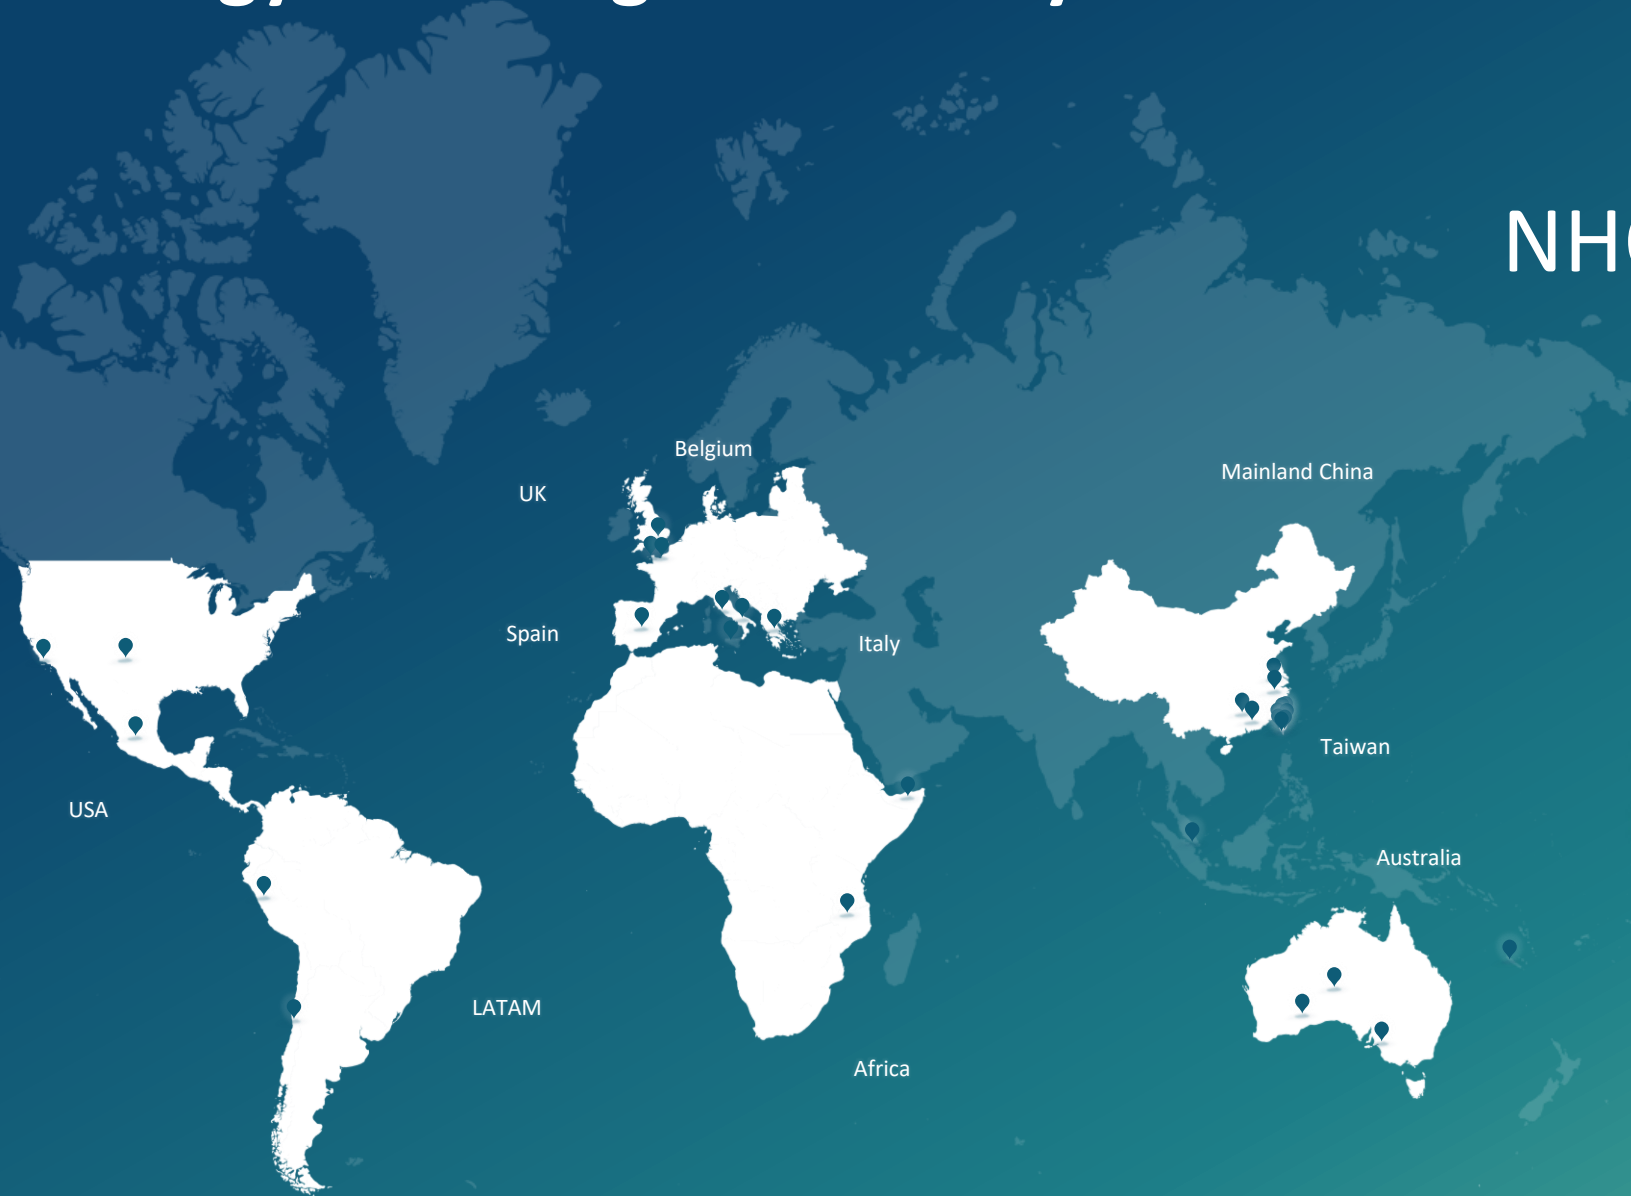 NH
Belgium
Mainland China
UK
Spain
Italy
Taiwan
USA
Australia
LATAM
Africa